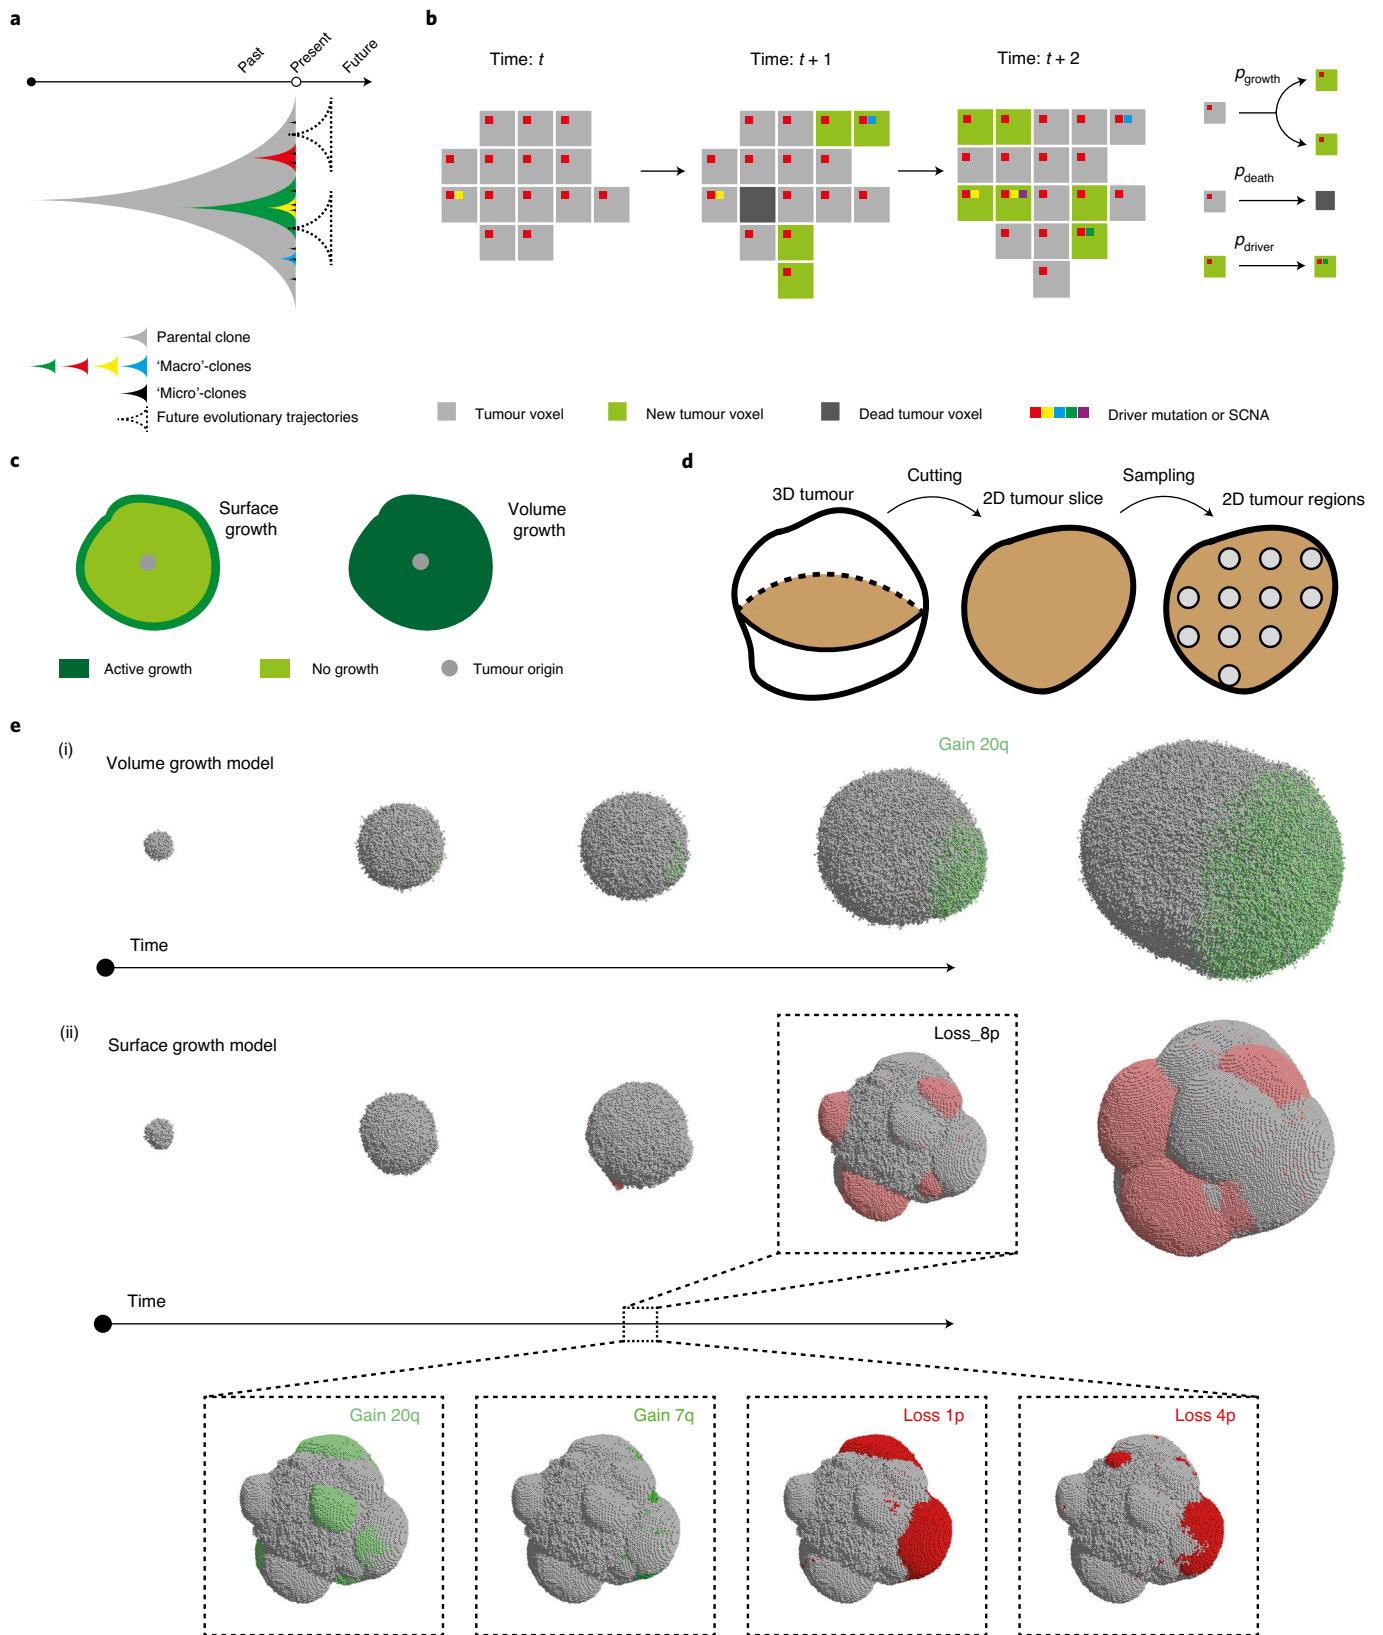 a
Past
Present
Future
Parental clone
'Macro'-clones
'Micro'-clones
Future evolutionary trajectories
b
Time: t
Time: t + 1
Time: t + 2
pgrowth
pdeath
pdriver
Tumour voxel
New tumour voxel
Dead tumour voxel
Driver mutation or SCNA
c
Surface
growth
Volume
growth
Active growth
No growth
Tumour origin
d
3D tumour
Cutting
2D tumour slice
Sampling
2D tumour regions
e
(i)
Volume growth model
Gain 20q
Time
(ii)
Surface growth model
Loss_8p
Time
Gain 20q
Gain 7q
Loss 1p
Loss 4p